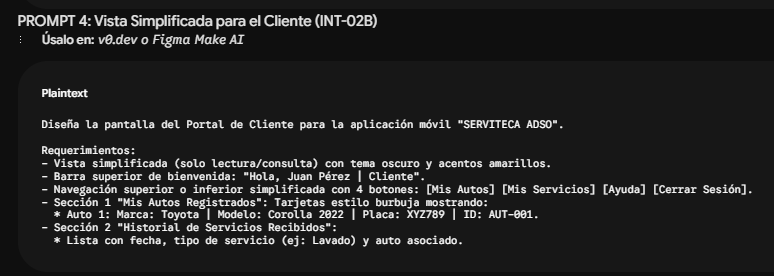 PROMPT 4: Vista Simplificada para el Cliente (INT-02B)
Úsalo en: v0.dev o Figma Make AI
Plaintext
Diseña la pantalla del Portal de Cliente para la aplicación móvil "SERVITECA ADSO".
Requerimientos:
- Vista simplificada (solo lectura/consulta) con tema oscuro y acentos amarillos.
- Barra superior de bienvenida: "Hola, Juan Pérez | Cliente".
- Navegación superior o inferior simplificada con 4 botones: [Mis Autos] [Mis Servicios] [Ayuda] [Cerrar Sesión].
- Sección 1 "Mis Autos Registrados": Tarjetas estilo burbuja mostrando:
* Auto 1: Marca: Toyota | Modelo: Corolla 2022 | Placa: XYZ789 | ID: AUT-001.
- Sección 2 "Historial de Servicios Recibidos":
* Lista con fecha, tipo de servicio (ej: Lavado) y auto asociado.